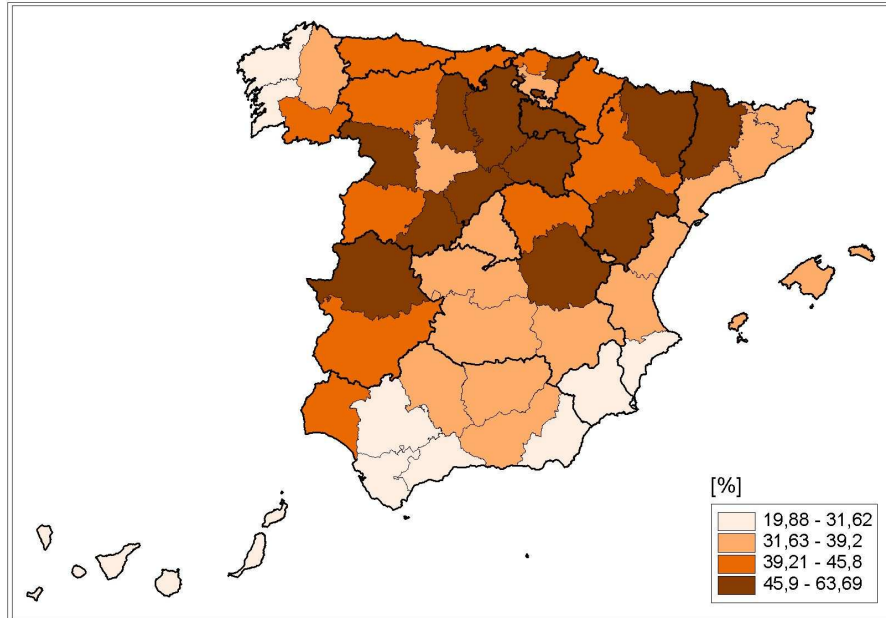 [%]
19,88 - 31,62
31,63 - 39,2
39,21 - 45,8
45,9 - 63,69